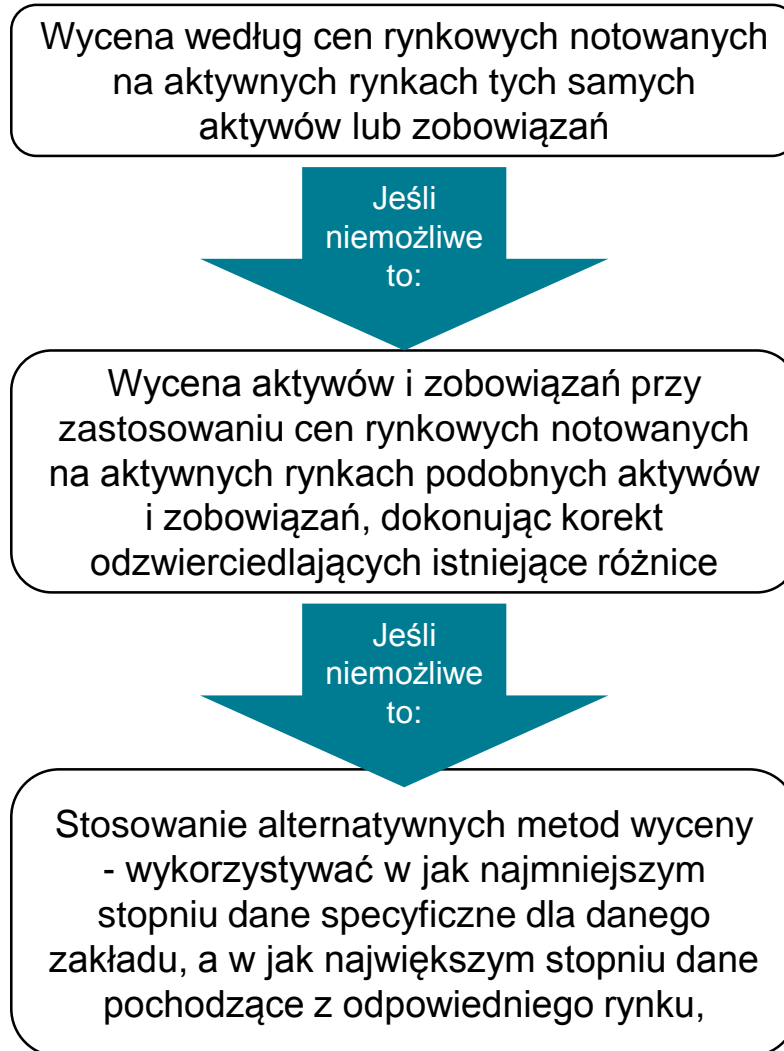 Wycena według cen rynkowych notowanych
na aktywnych rynkach tych samych
aktywów lub zobowiązań
Jeśli
niemożliwe
to:
Wycena aktywów i zobowiązań przy
zastosowaniu cen rynkowych notowanych
na aktywnych rynkach podobnych aktywów
i zobowiązań, dokonując korekt
odzwierciedlających istniejące różnice
Jeśli
niemożliwe
to:
Stosowanie alternatywnych metod wyceny
- wykorzystywać w jak najmniejszym
stopniu dane specyficzne dla danego
zakładu, a w jak największym stopniu dane
pochodzące z odpowiedniego rynku,